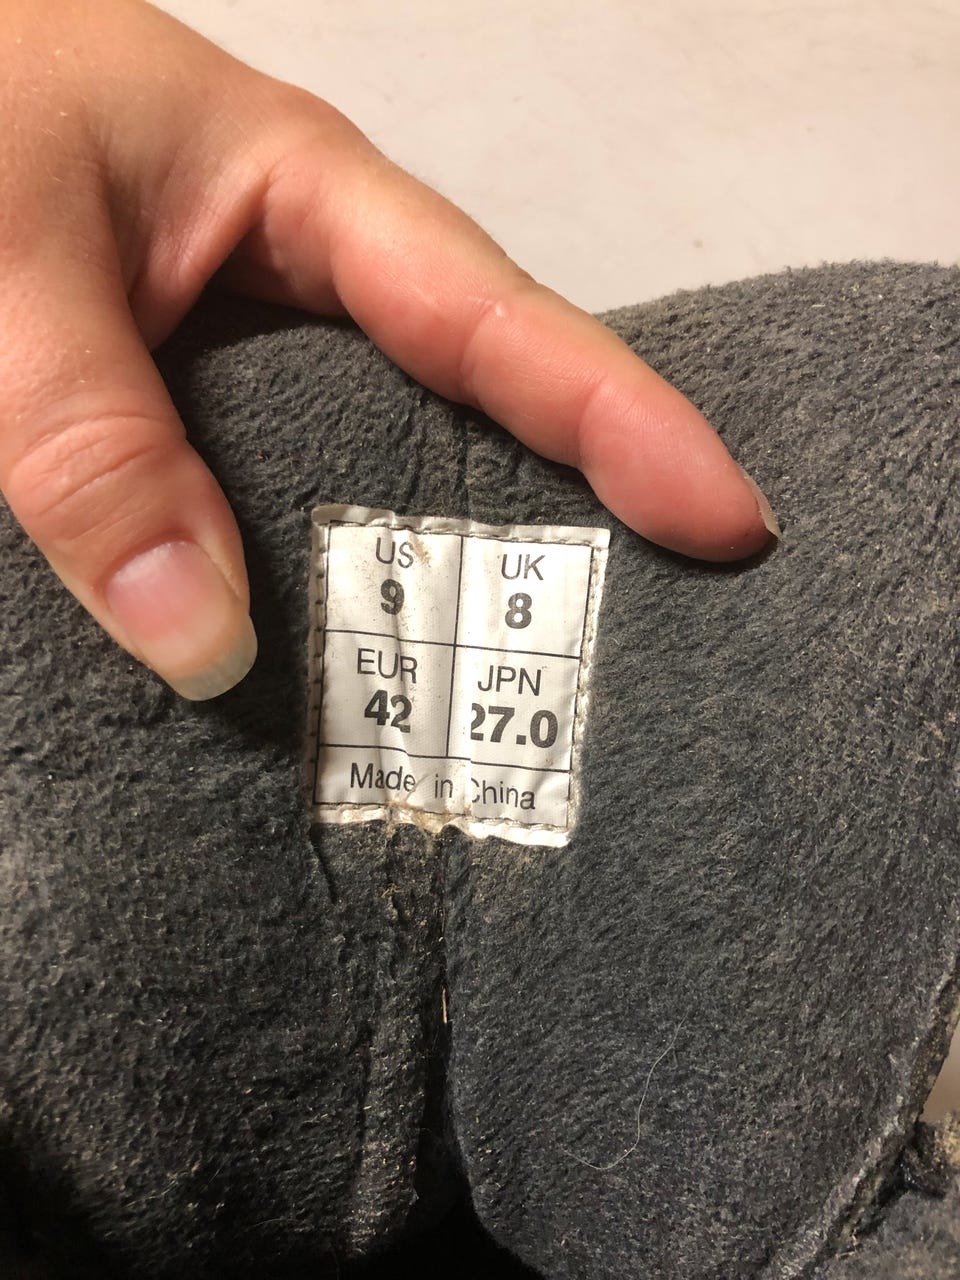 US UK
9 8
EUR JPN
42 27.0
Made in China